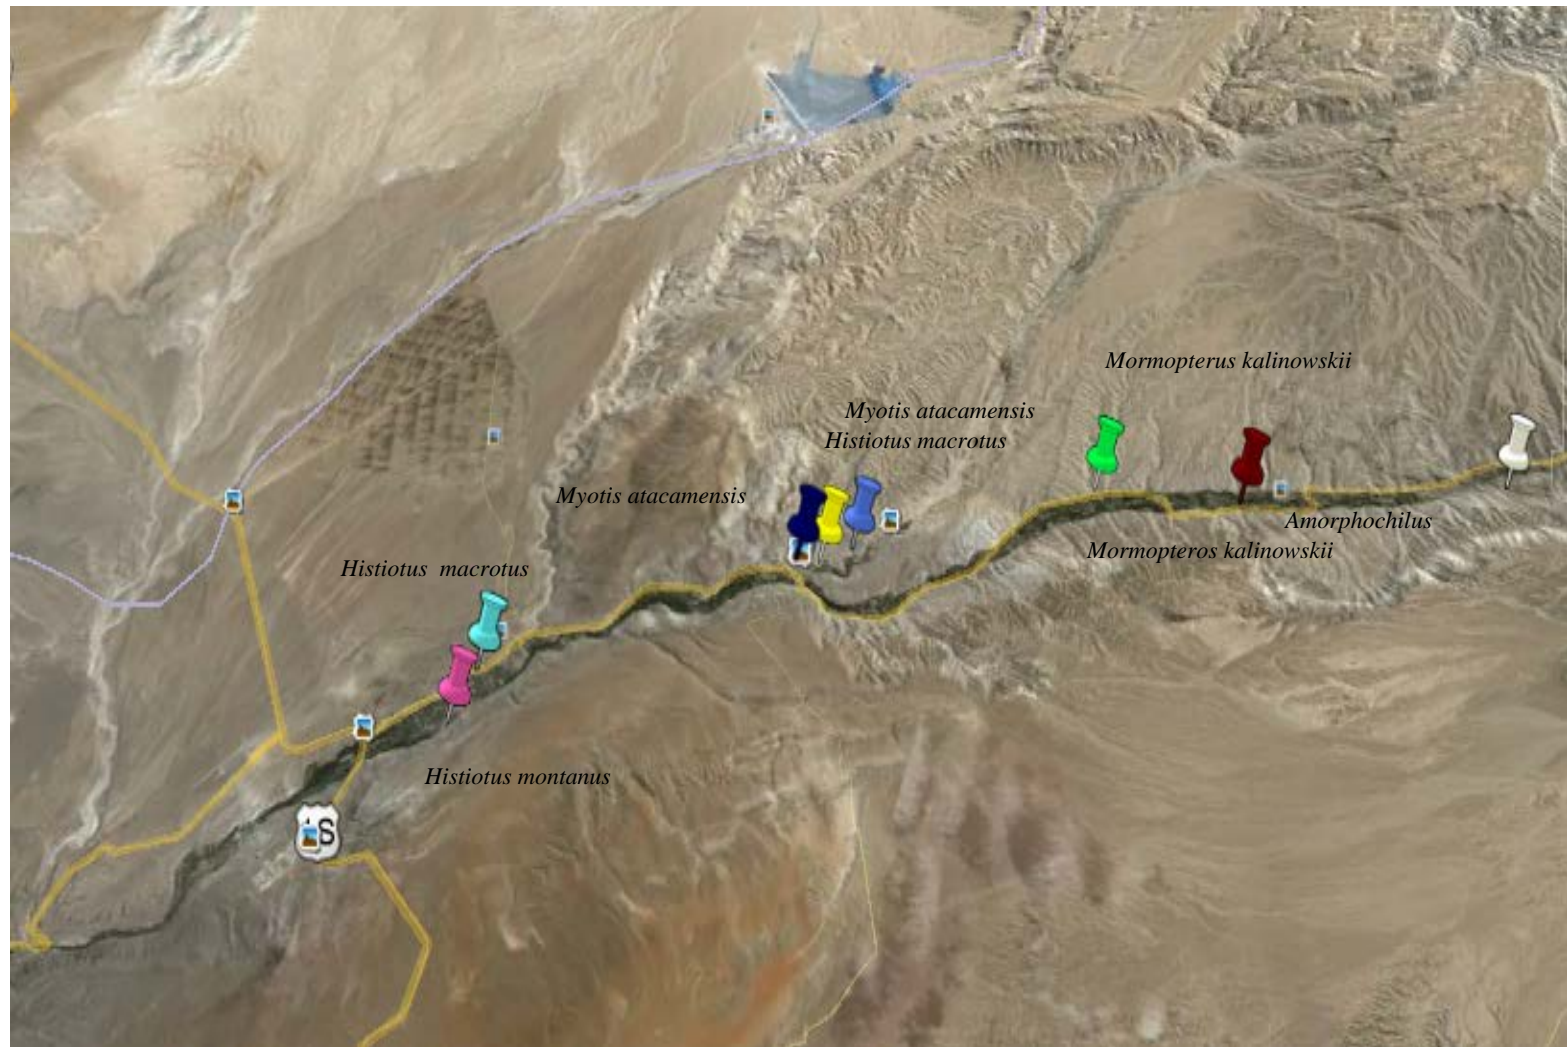 Mormopterus kalinowskii
Myotis atacamensis
Histiotus macrotus
Myotis atacamensis
Amorphochilus
Mormopteros kalinowskii
Histiotus  macrotus
Histiotus montanus